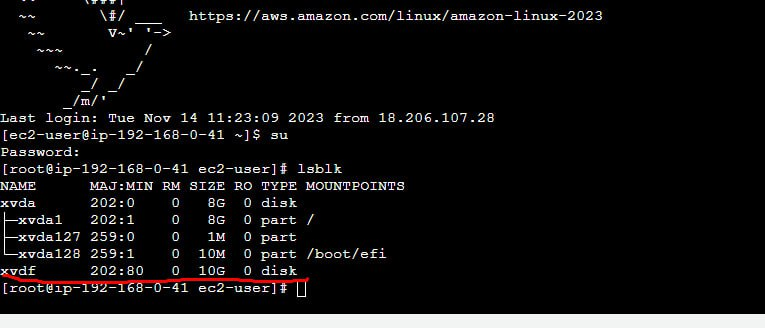 ~~ \####|
~~ \#/ ___ https://aws.amazon.com/linux/amazon-linux-2023
~~ V~' '->
~~~ /
~~._. _/
_/ _/
_/m/'
Last login: Tue Nov 14 11:23:09 2023 from 18.206.107.28
[ec2-user@ip-192-168-0-41 ~]$ su
Password:
[root@ip-192-168-0-41 ec2-user]# lsblk
NAME MAJ:MIN RM SIZE RO TYPE MOUNTPOINTS
xvda 202:0 0 8G 0 disk
├─xvda1 202:1 0 8G 0 part /
├─xvda127 259:0 0 1M 0 part
└─xvda128 259:1 0 10M 0 part /boot/efi
xvdf 202:80 0 10G 0 disk
[root@ip-192-168-0-41 ec2-user]#